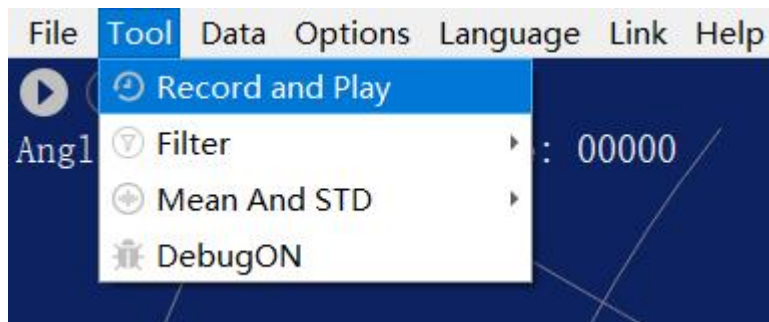 File Tool Data Options Language Link Help
Record and Play
Angl : 00000
Filter
Mean And STD
DebugON